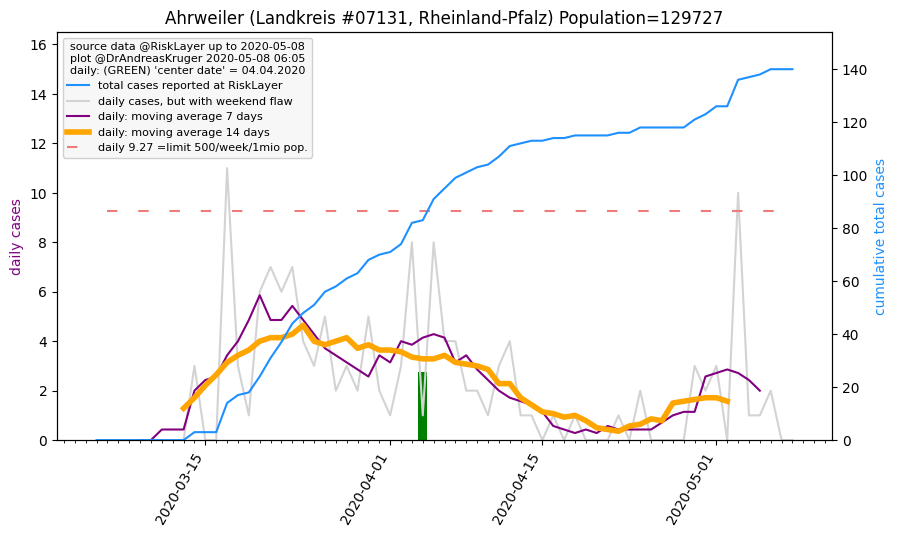 Ahrweiler (Landkreis #07131, Rheinland-Pfalz) Population=129727
source data @RiskLayer up to 2020-05-08
plot @DrAndreasKruger 2020-05-08 06:05
daily: (GREEN) 'center date' = 04.04.2020
total cases reported at RiskLayer
daily cases, but with weekend flaw
daily: moving average 7 days
daily: moving average 14 days
daily 9.27 =limit 500/week/1mio pop.
daily cases
16
14
12
10
8
6
4
2
0
cumulative total cases
140
120
100
80
60
40
20
0
2020-03-15
2020-04-01
2020-04-15
2020-05-01